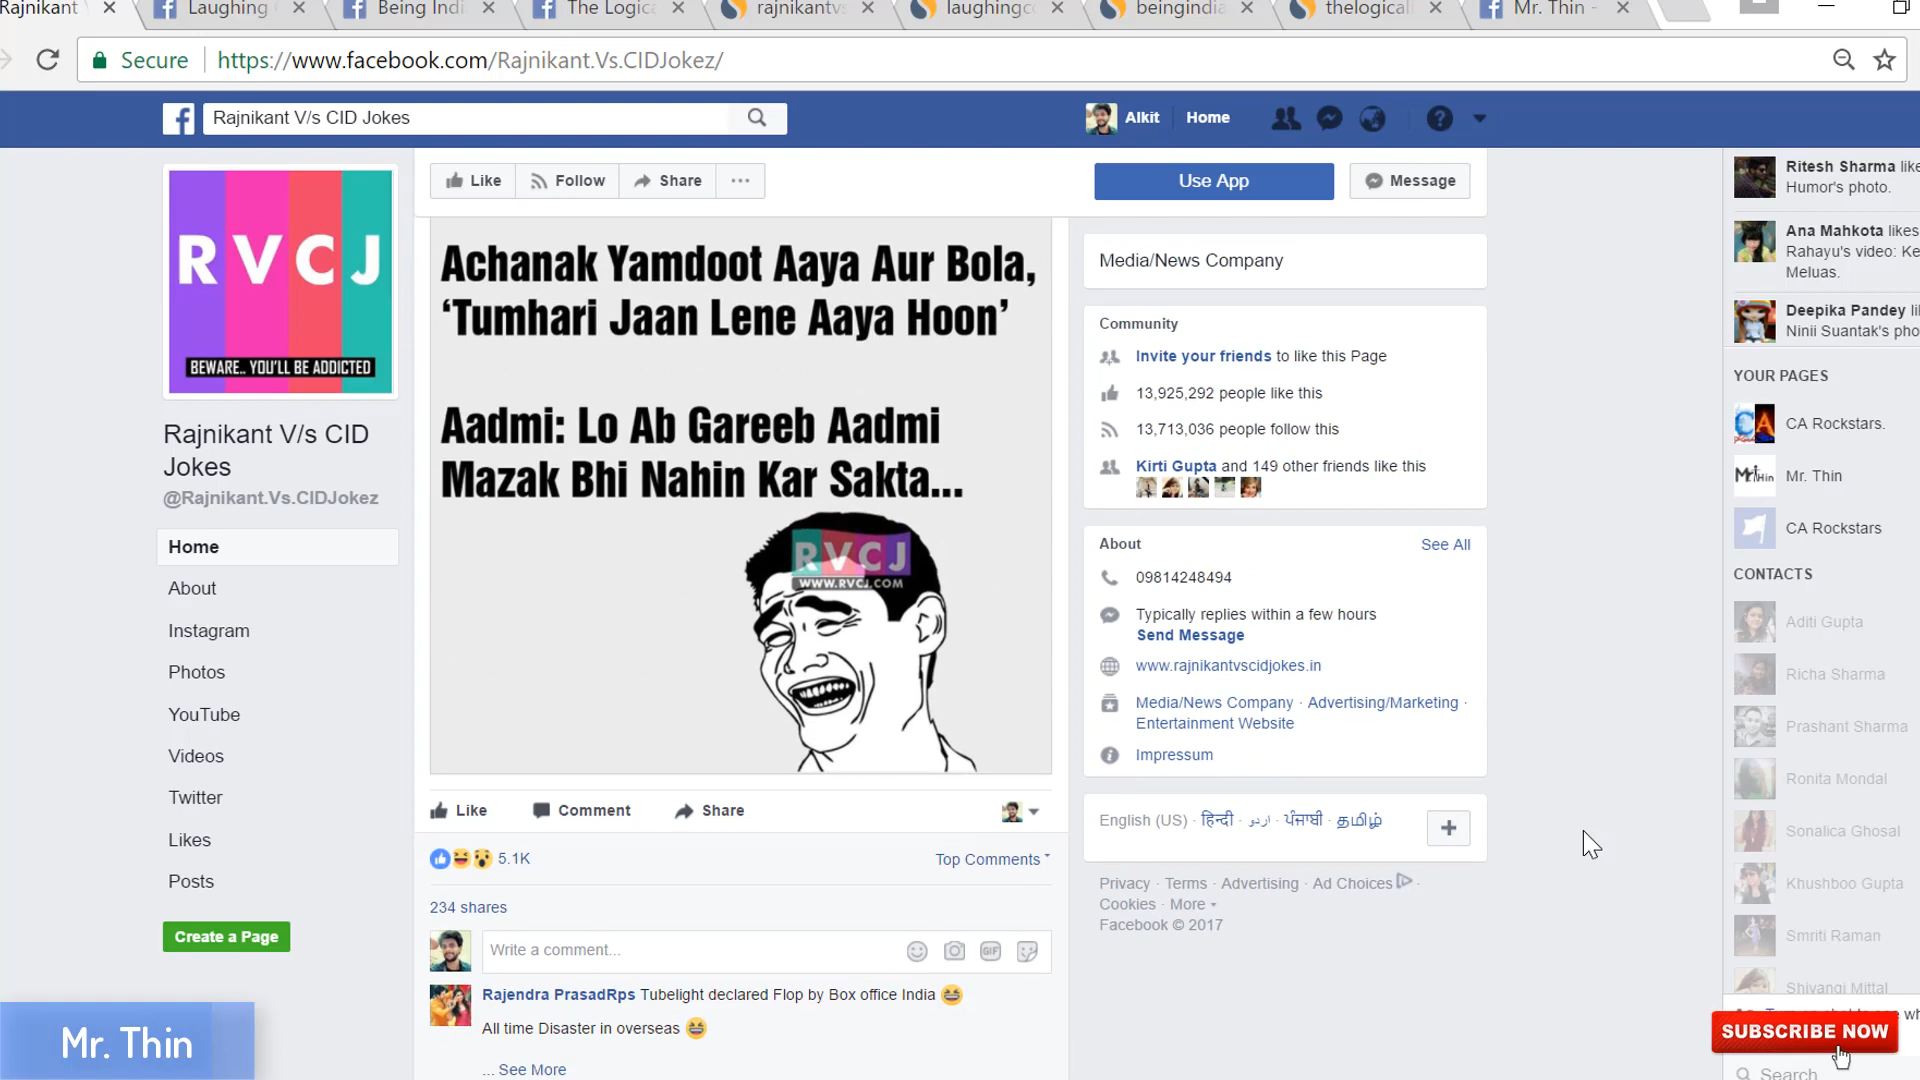 Rajnikant
Laughing
Being Indi
The Logica
rajnikantvs
laughingco
beingindia
thelogicali
Mr. Thin -
Secure
https://www.facebook.com/Rajnikant.Vs.CIDJokez/
Rajnikant V/s CID Jokes
Alkit
Home
RVCJ
BEWARE.. YOU'LL BE ADDICTED
Rajnikant V/s CID
Jokes
@Rajnikant.Vs.CIDJokez
Home
About
Instagram
Photos
YouTube
Videos
Twitter
Likes
Posts
Create a Page
Mr. Thin
Like
Follow
Share
Use App
Message
Achanak Yamdoot Aaya Aur Bola,
‘Tumhari Jaan Lene Aaya Hoon’
Aadmi: Lo Ab Gareeb Aadmi
Mazak Bhi Nahin Kar Sakta...
RVCJ
WWW.RVCJ.COM
Like
Comment
Share
5.1K
Top Comments
234 shares
Write a comment...
GIF
Rajendra PrasadRps Tubelight declared Flop by Box office India
All time Disaster in overseas
... See More
Media/News Company
Community
Invite your friends to like this Page
13,925,292 people like this
13,713,036 people follow this
Kirti Gupta and 149 other friends like this
About
See All
09814248494
Typically replies within a few hours
Send Message
www.rajnikantvscidjokes.in
Media/News Company · Advertising/Marketing ·
Entertainment Website
Impressum
English (US) · हिन्दी · اردو · ਪੰਜਾਬੀ · தமிழ்
Privacy · Terms · Advertising · Ad Choices ·
Cookies · More
Facebook © 2017
Ritesh Sharma like
Humor's photo.
Ana Mahkota likes
Rahayu's video: Ke
Meluas.
Deepika Pandey li
Ninii Suantak's pho
YOUR PAGES
CA Rockstars.
Mr. Thin
CA Rockstars
CONTACTS
Aditi Gupta
Richa Sharma
Prashant Sharma
Ronita Mondal
Sonalica Ghosal
Khushboo Gupta
Smriti Raman
Shivangi Mittal
SUBSCRIBE NOW
Search